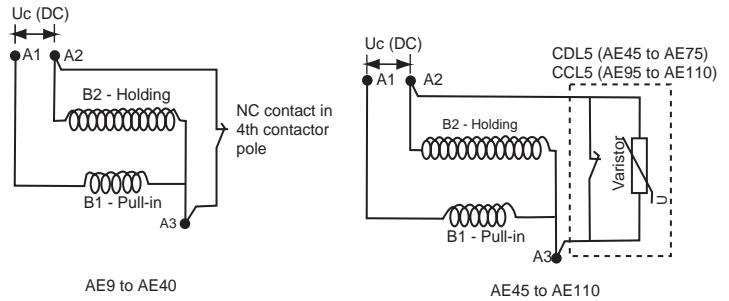 Uc (DC)
A1 A2
B2 - Holding
NC contact in
4th contactor
pole
B1 - Pull-in
A3
AE9 to AE40
Uc (DC)
A1 A2
CDL5 (AE45 to AE75)
CCL5 (AE95 to AE110)
B2 - Holding
Varistor
U
B1 - Pull-in
A3
AE45 to AE110